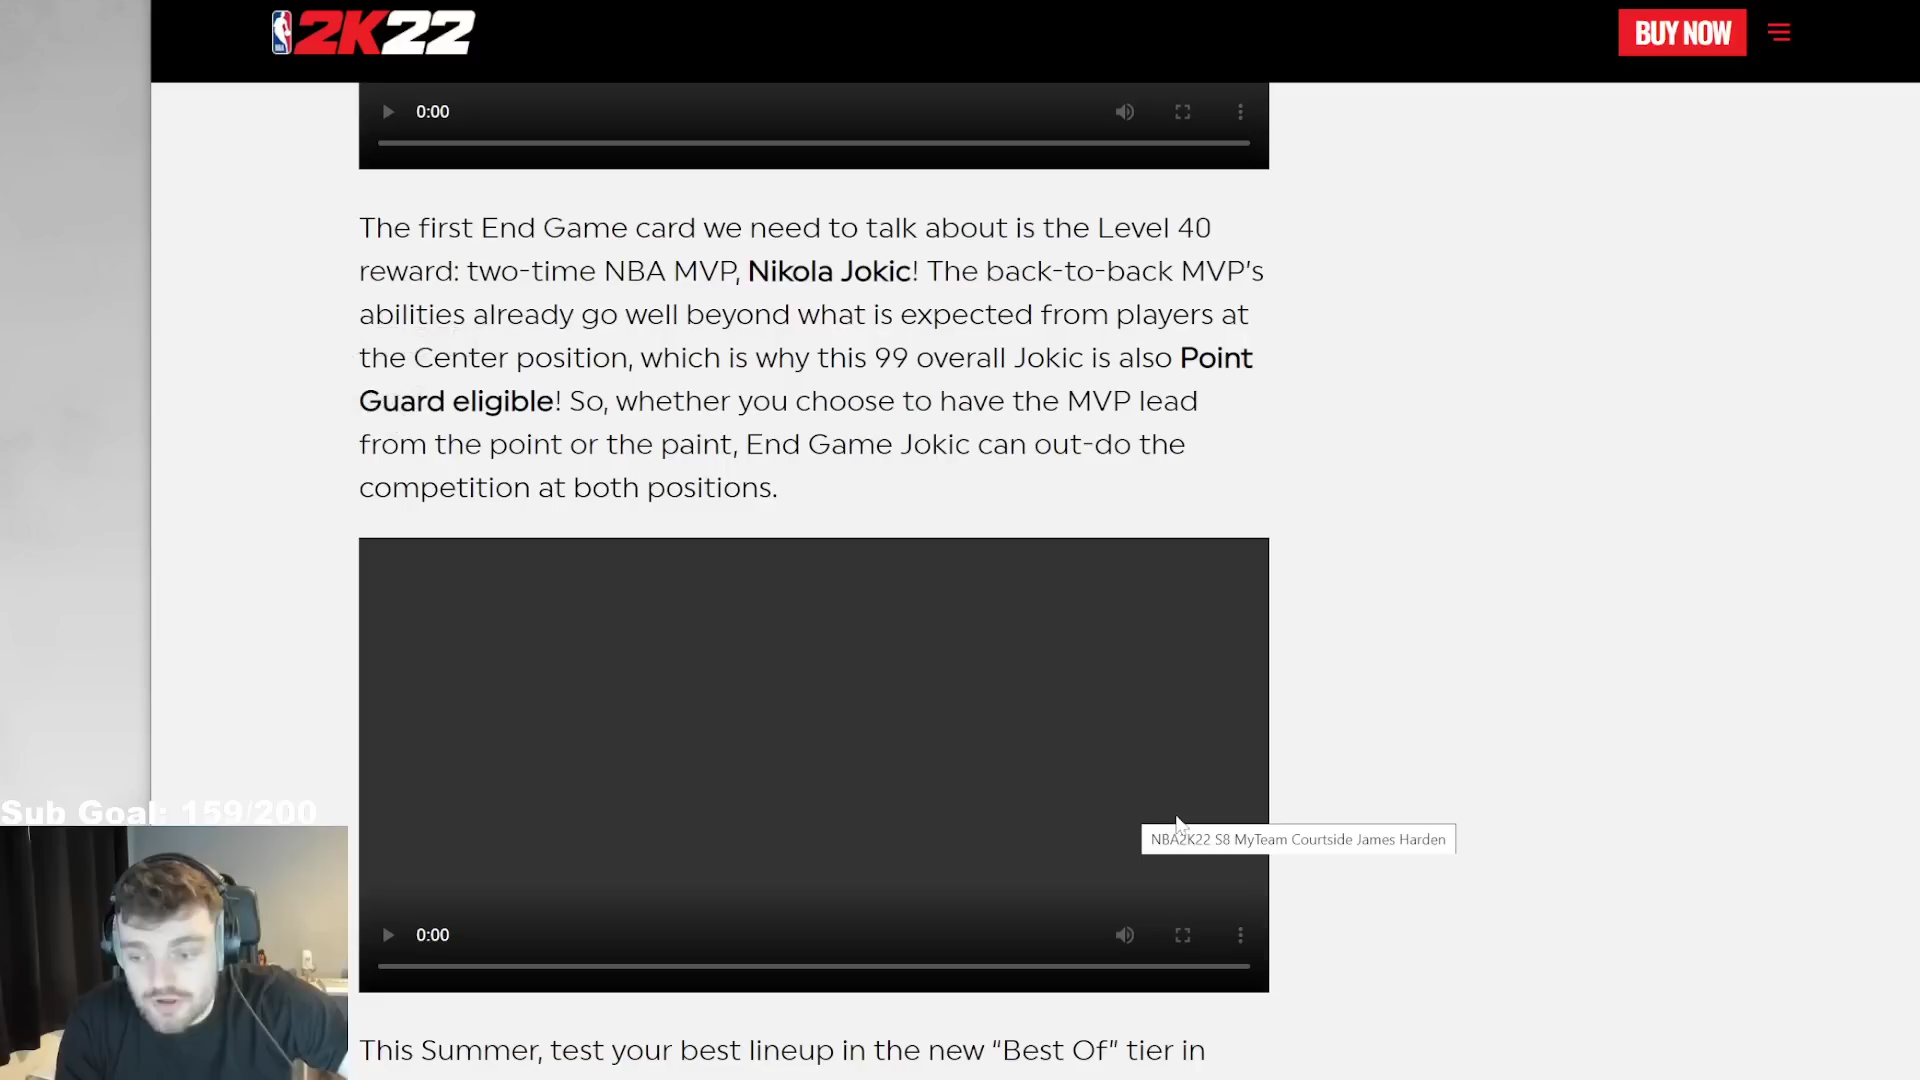 2K22
BUY NOW
0:00
The first End Game card we need to talk about is the Level 40
reward: two-time NBA MVP, Nikola Jokic! The back-to-back MVP's
abilities already go well beyond what is expected from players at
the Center position, which is why this 99 overall Jokic is also Point
Guard eligible! So, whether you choose to have the MVP lead
from the point or the paint, End Game Jokic can out-do the
competition at both positions.
Sub Goal: 159/200
NBA2K22 S8 MyTeam Courtside James Harden
0:00
This Summer, test your best lineup in the new “Best Of” tier in